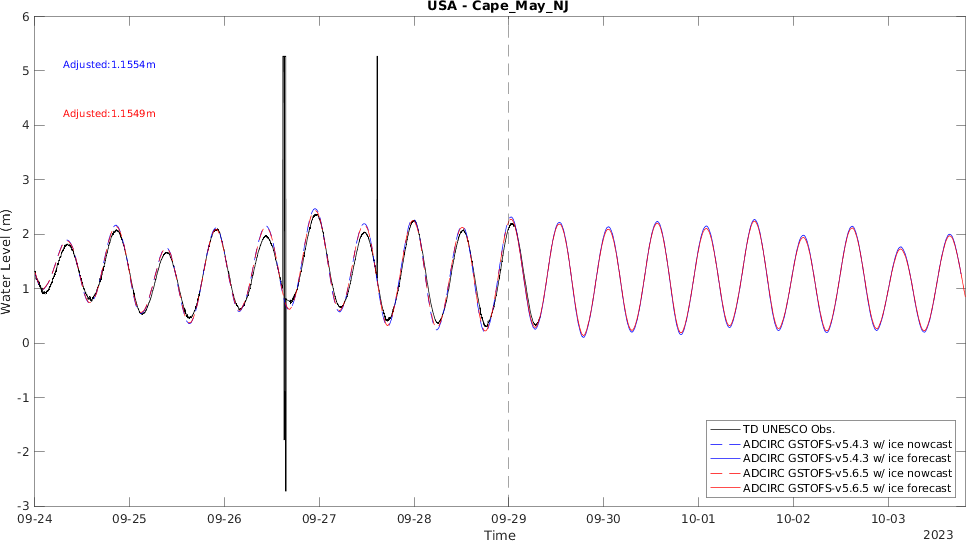 USA - Cape_May_NJ
Adjusted:1.1554m
Adjusted:1.1549m
Water Level (m)
6
5
4
3
2
1
0
-1
-2
-3
TD UNESCO Obs.
ADCIRC GSTOFS-v5.4.3 w/ ice nowcast
ADCIRC GSTOFS-v5.4.3 w/ ice forecast
ADCIRC GSTOFS-v5.6.5 w/ ice nowcast
ADCIRC GSTOFS-v5.6.5 w/ ice forecast
09-24 09-25 09-26 09-27 09-28 09-29 09-30 10-01 10-02 10-03
Time
2023